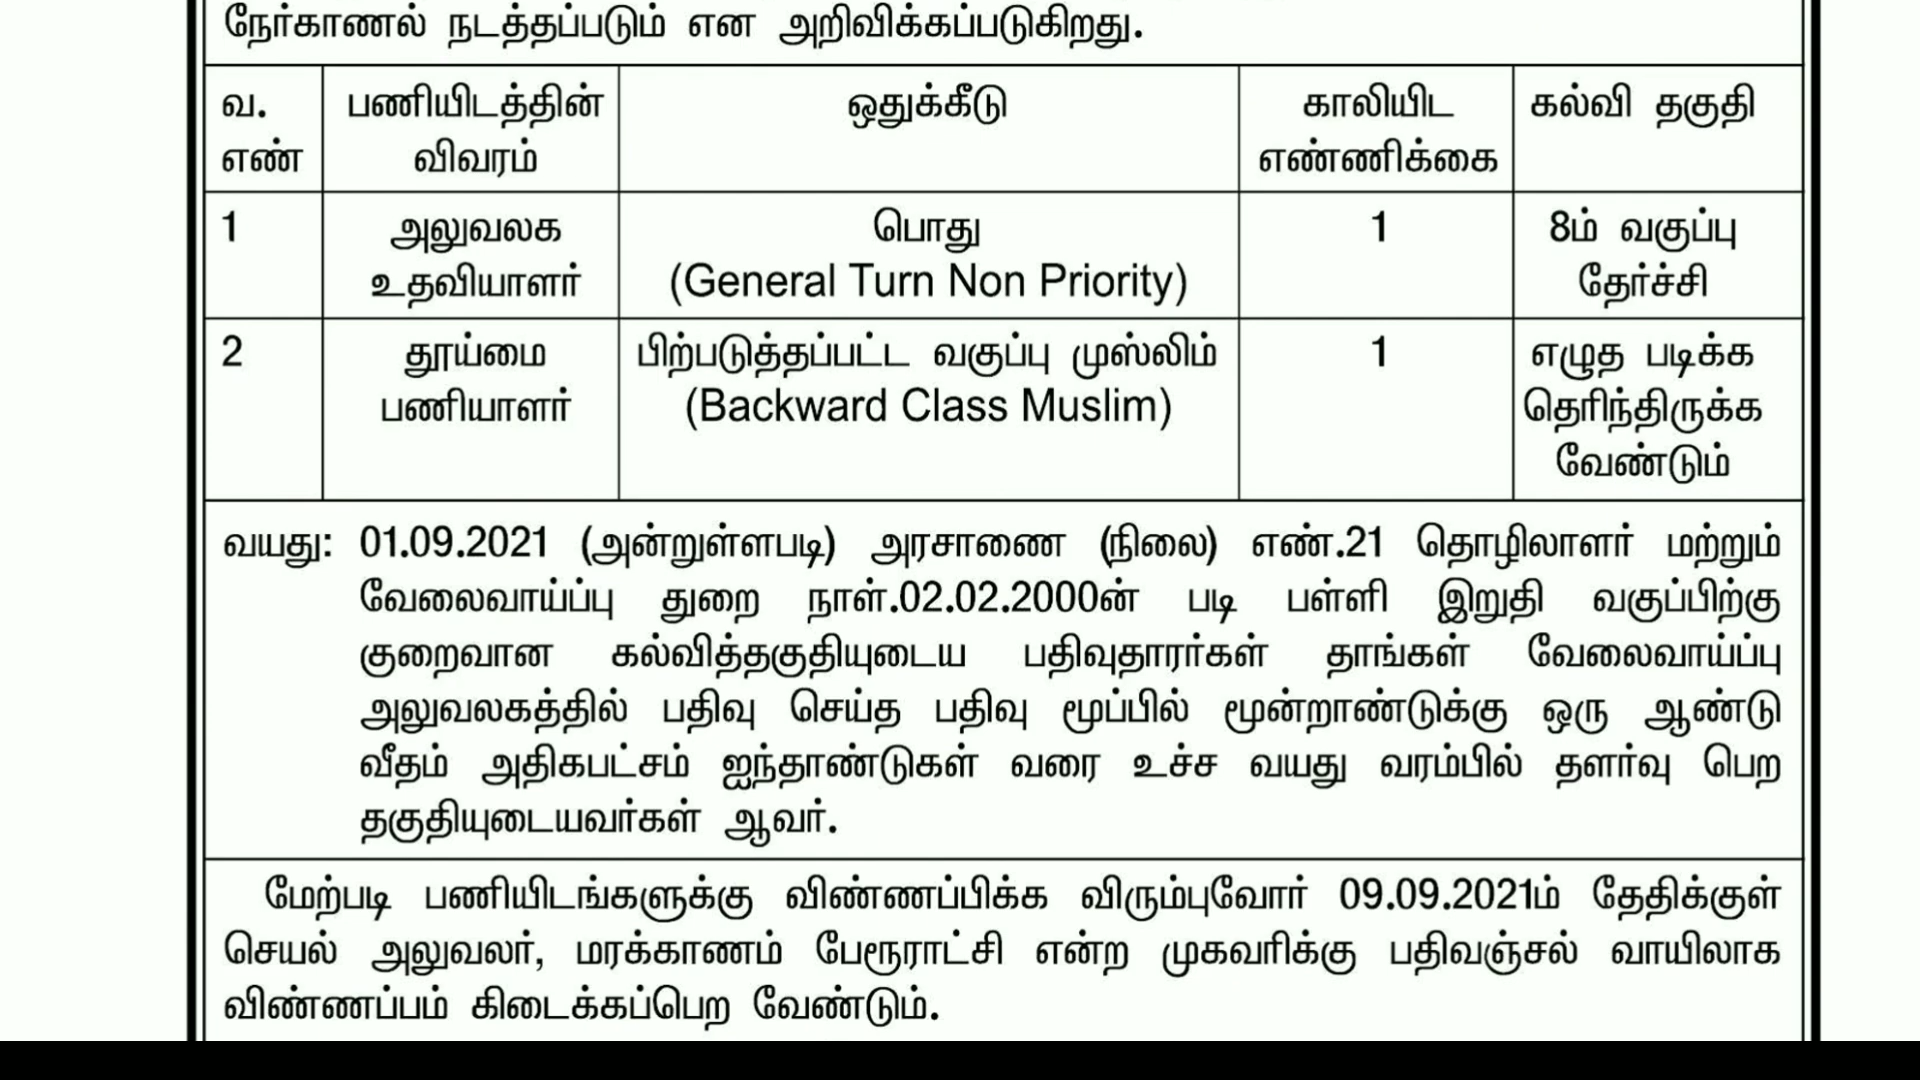 நேர்காணல் நடத்தப்படும் என அறிவிக்கப்படுகிறது.
வ. எண்
பணியிடத்தின் விவரம்
ஒதுக்கீடு
காலியிட எண்ணிக்கை
கல்வி தகுதி
1
அலுவலக உதவியாளர்
பொது
(General Turn Non Priority)
1
8ம் வகுப்பு தேர்ச்சி
2
தூய்மை பணியாளர்
பிற்படுத்தப்பட்ட வகுப்பு முஸ்லிம்
(Backward Class Muslim)
1
எழுத படிக்க தெரிந்திருக்க வேண்டும்
வயது: 01.09.2021 (அன்றுள்ளபடி) அரசாணை (நிலை) எண்.21 தொழிலாளர் மற்றும்
வேலைவாய்ப்பு துறை நாள்.02.02.2000ன் படி பள்ளி இறுதி வகுப்பிற்கு
குறைவான கல்வித்தகுதியுடைய பதிவுதாரர்கள் தாங்கள் வேலைவாய்ப்பு
அலுவலகத்தில் பதிவு செய்த பதிவு மூப்பில் மூன்றாண்டுக்கு ஒரு ஆண்டு
வீதம் அதிகபட்சம் ஐந்தாண்டுகள் வரை உச்ச வயது வரம்பில் தளர்வு பெற
தகுதியுடையவர்கள் ஆவர்.
மேற்படி பணியிடங்களுக்கு விண்ணப்பிக்க விரும்புவோர் 09.09.2021ம் தேதிக்குள்
செயல் அலுவலர், மரக்காணம் பேரூராட்சி என்ற முகவரிக்கு பதிவஞ்சல் வாயிலாக
விண்ணப்பம் கிடைக்கப்பெற வேண்டும்.